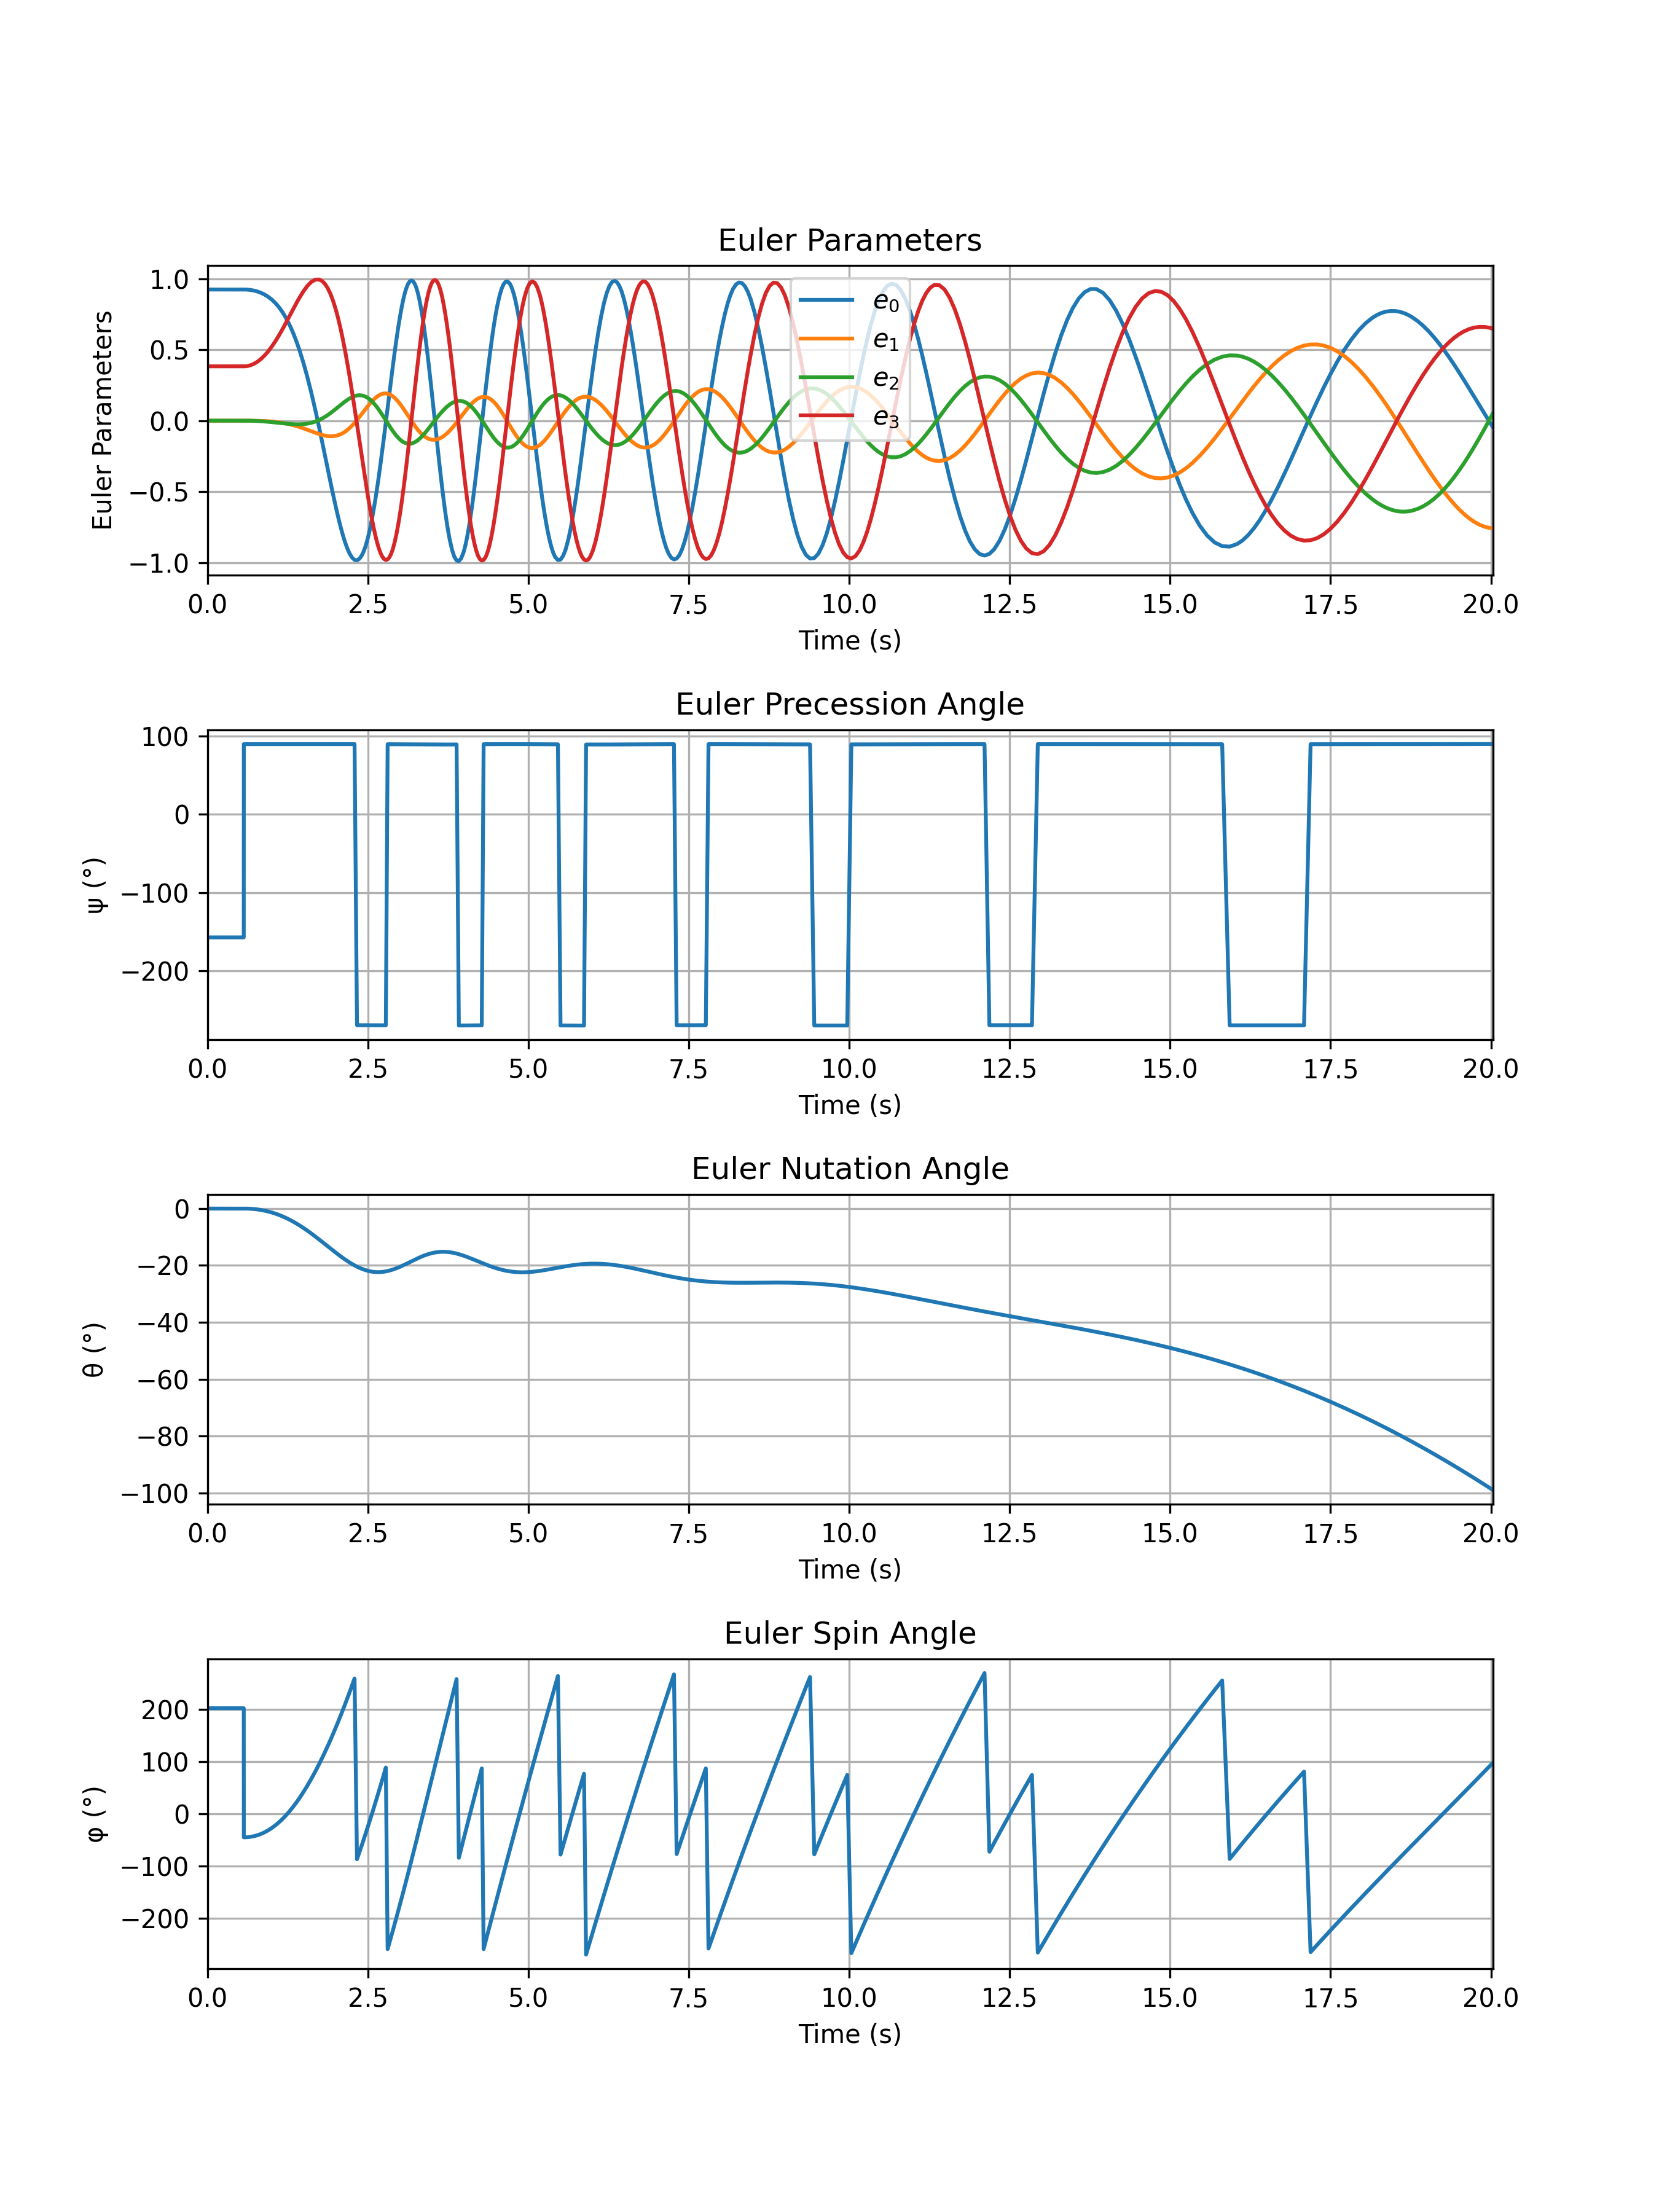 Euler Parameters
Euler Parameters
1.0
0.5
0.0
−0.5
−1.0
e₀
e₁
e₂
e₃
0.0 2.5 5.0 7.5 10.0 12.5 15.0 17.5 20.0
Time (s)
Euler Precession Angle
ψ (°)
100
0
−100
−200
0.0 2.5 5.0 7.5 10.0 12.5 15.0 17.5 20.0
Time (s)
Euler Nutation Angle
θ (°)
0
−20
−40
−60
−80
−100
0.0 2.5 5.0 7.5 10.0 12.5 15.0 17.5 20.0
Time (s)
Euler Spin Angle
φ (°)
200
100
0
−100
−200
0.0 2.5 5.0 7.5 10.0 12.5 15.0 17.5 20.0
Time (s)